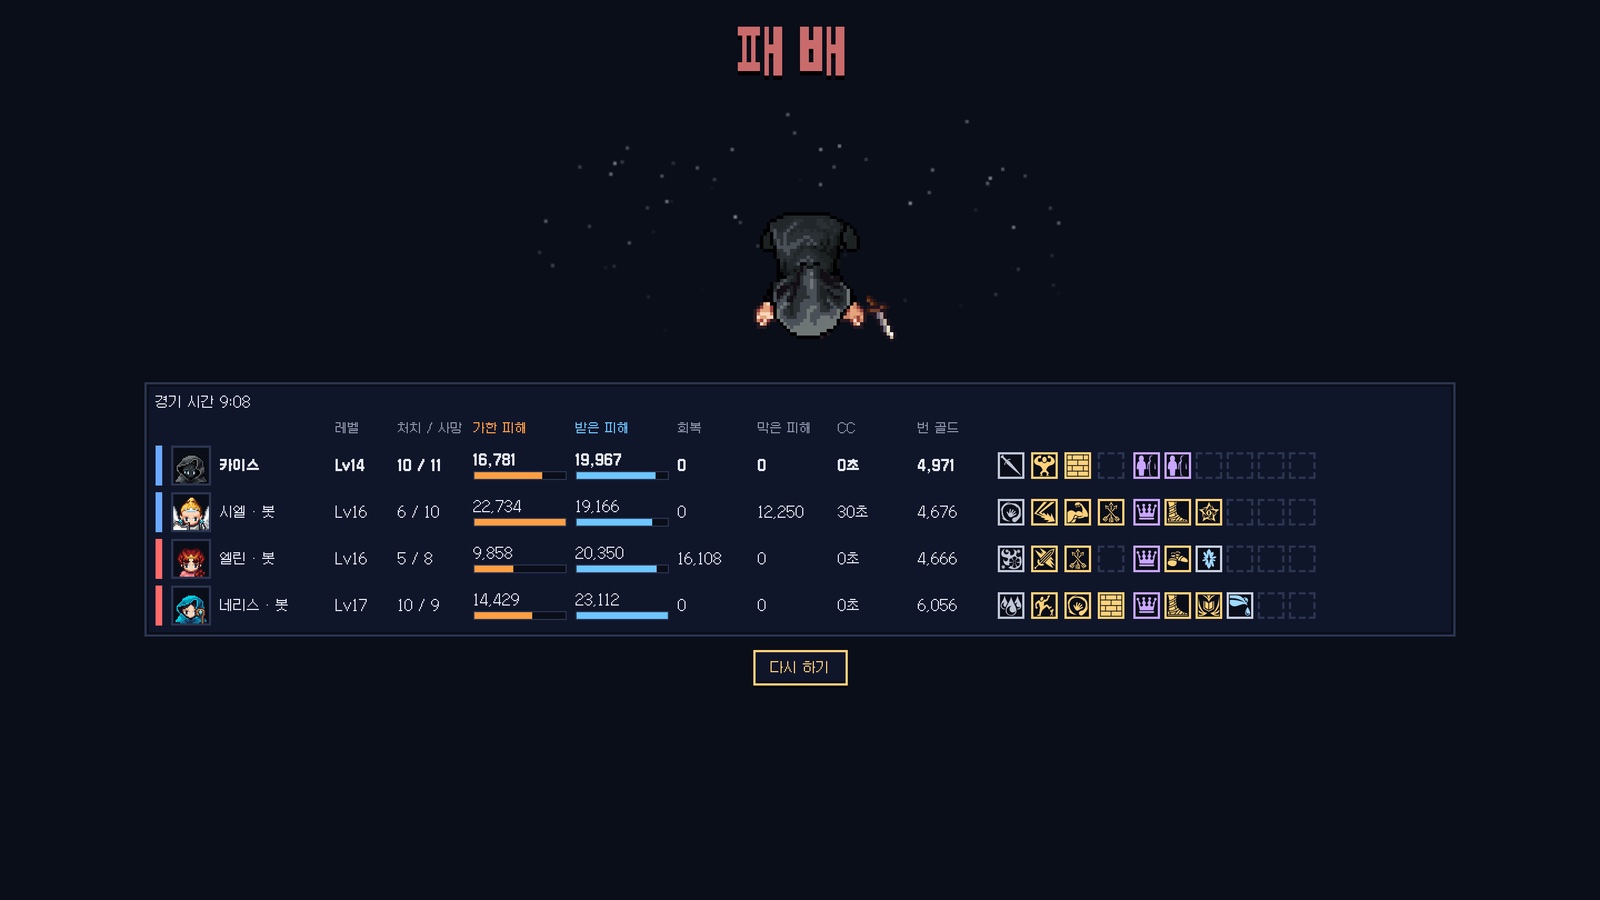 패배
경기 시간 9:08
레벨 처치 / 사망 가한 피해 받은 피해 회복 막은 피해 CC 번 골드
카이스 Lv14 10 / 11 16,781 19,967 0 0 0초 4,971
시엘 · 봇 Lv16 6 / 10 22,734 19,166 0 12,250 30초 4,676
엘린 · 봇 Lv16 5 / 8 9,858 20,350 16,108 0 0초 4,666
네리스 · 봇 Lv17 10 / 9 14,429 23,112 0 0 0초 6,056
다시 하기